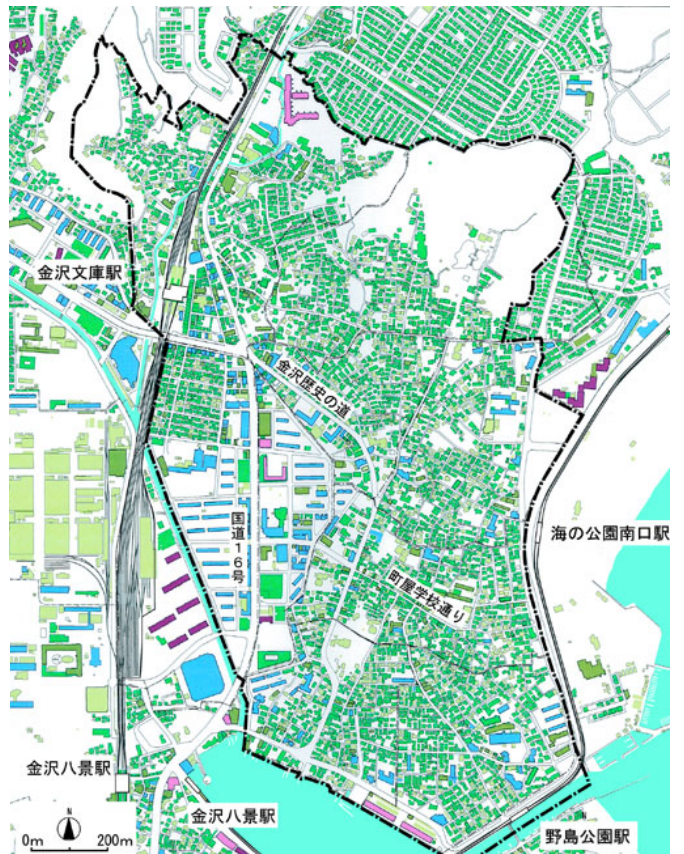 金沢文庫駅
金沢歴史の道
国道16号
海の公園南口駅
町屋学校通り
金沢八景駅
金沢八景駅
野島公園駅
N
0m 200m